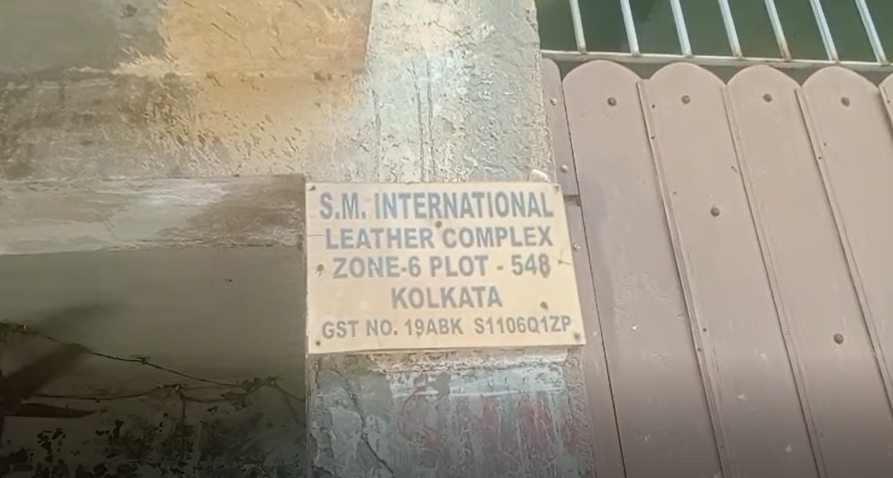 S.M. INTERNATIONAL
LEATHER COMPLEX
ZONE-6 PLOT - 548
KOLKATA
GST NO. 19ABK S1106Q1ZP